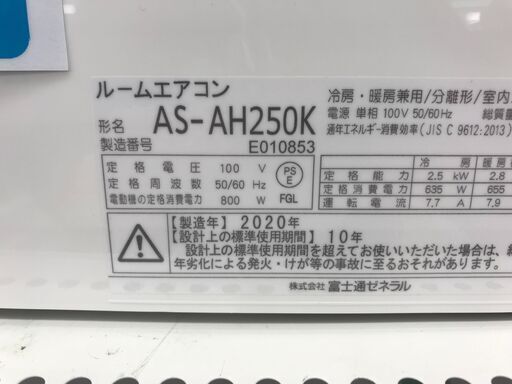 ルームエアコン
形名 AS-AH250K
製造番号 E010853
冷房・暖房兼用/分離形/室内
電源 単相 100V 50/60Hz 総質量
通年エネルギー消費効率(JIS C 9612:2013)
定格電圧 100 V
定格周波数 50/60 Hz
電動機の定格消費電力 800 W
PS
E
FGL
冷房 暖房
定格能力 2.5 kW 2.8
定格消費電力 635 W 655
運転電流 7.7 A 7.9
【製造年】2020年
【設計上の標準使用期間】10年
設計上の標準使用期間を超えてお使いいただいた場合は、経
年劣化による発火・けが等の事故に至るおそれがあります。
株式会社 富士通ゼネラル